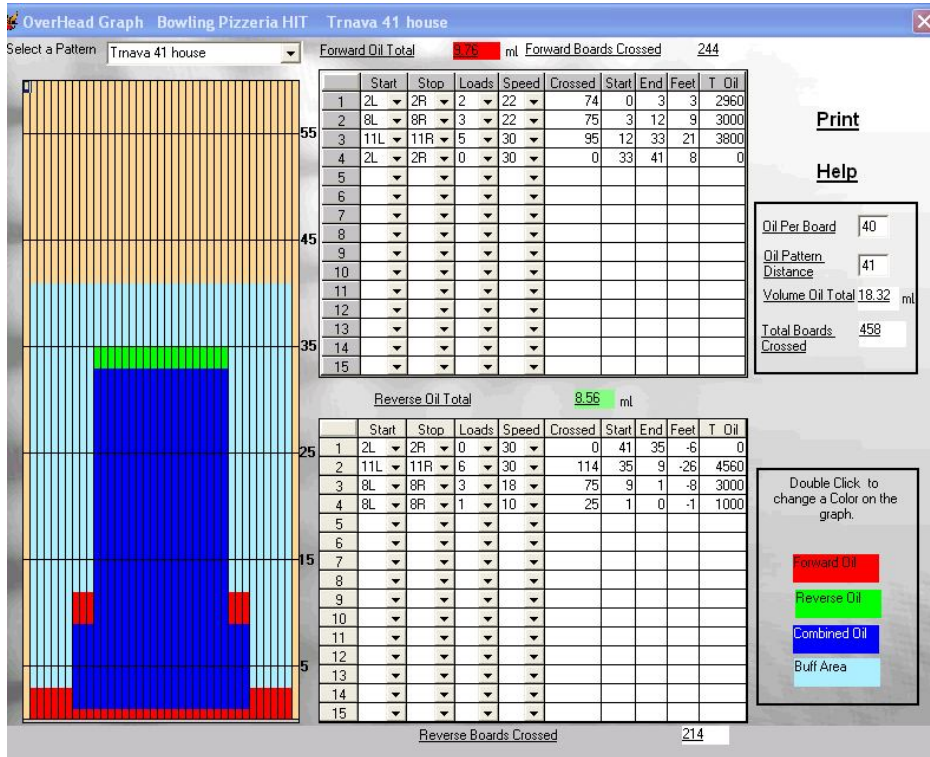 OverHead Graph Bowling Pizzeria HIT Trnava 41 house
Select a Pattern Trnava 41 house
Forward Oil Total 9.76 ml Forward Boards Crossed 244
Start Stop Loads Speed Crossed Start End Feet T Oil
1 2L 2R 2 22 74 0 3 3 2960
2 8L 8R 3 22 75 3 12 9 3000
3 11L 11R 5 30 95 12 33 21 3800
4 2L 2R 0 30 0 33 41 8 0
5
6
7
8
9
10
11
12
13
14
15
55
45
35
25
15
5
Print
Help
Oil Per Board 40
Oil Pattern
Distance 41
Volume Oil Total 18.32 ml
Total Boards
Crossed 458
Reverse Oil Total 8.56 ml
Start Stop Loads Speed Crossed Start End Feet T Oil
1 2L 2R 0 30 0 41 35 -6 0
2 11L 11R 6 30 114 35 9 -26 4560
3 8L 8R 3 18 75 9 1 -8 3000
4 8L 8R 1 10 25 1 0 -1 1000
5
6
7
8
9
10
11
12
13
14
15
Double Click to
change a Color on the
graph.
Forward Oil
Reverse Oil
Combined Oil
Buff Area
Reverse Boards Crossed 214